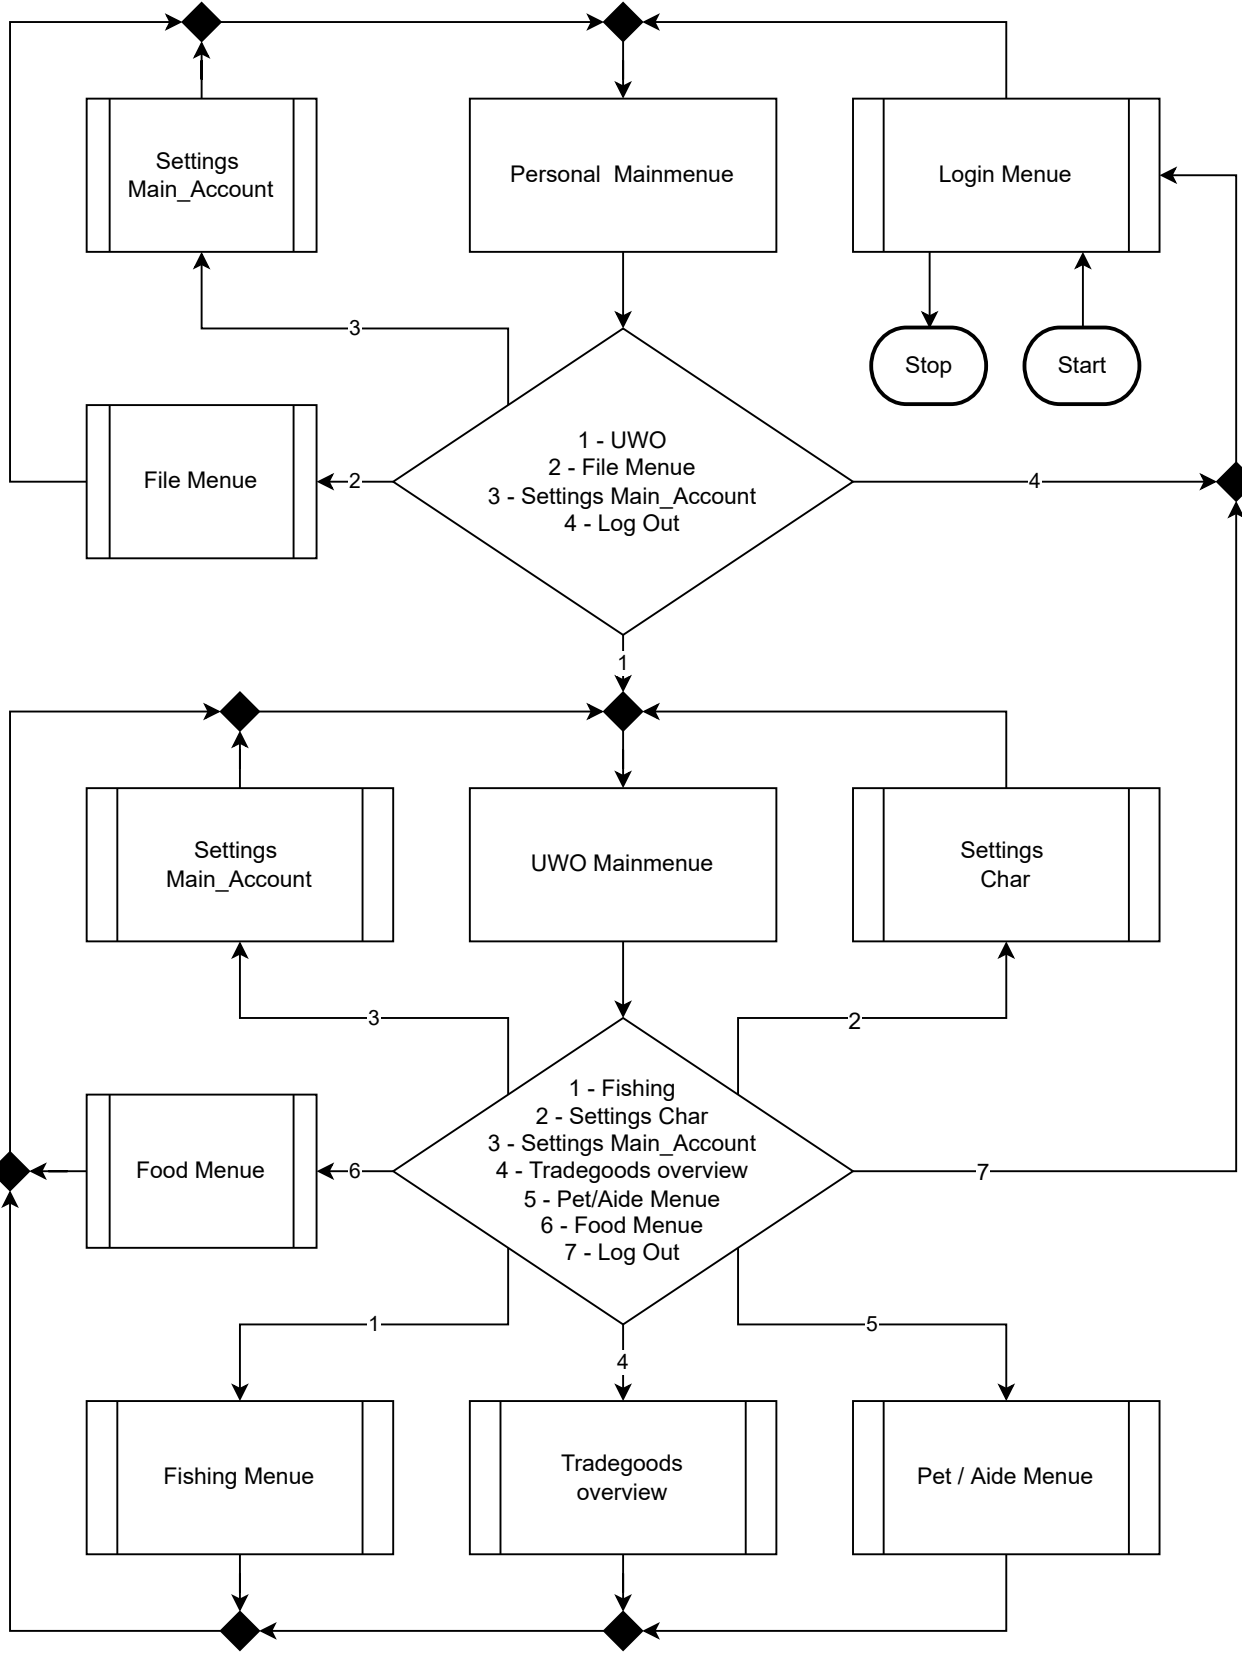 Settings
Main_Account
Personal  Mainmenue
Login Menue
3
Stop
Start
File Menue
2
1 - UWO
2 - File Menue
3 - Settings Main_Account
4 - Log Out
4
1
Settings
Main_Account
UWO Mainmenue
Settings
Char
3
2
Food Menue
6
1 - Fishing
2 - Settings Char
3 - Settings Main_Account
4 - Tradegoods overview
5 - Pet/Aide Menue
6 - Food Menue
7 - Log Out
7
1
4
5
Fishing Menue
Tradegoods
overview
Pet / Aide Menue